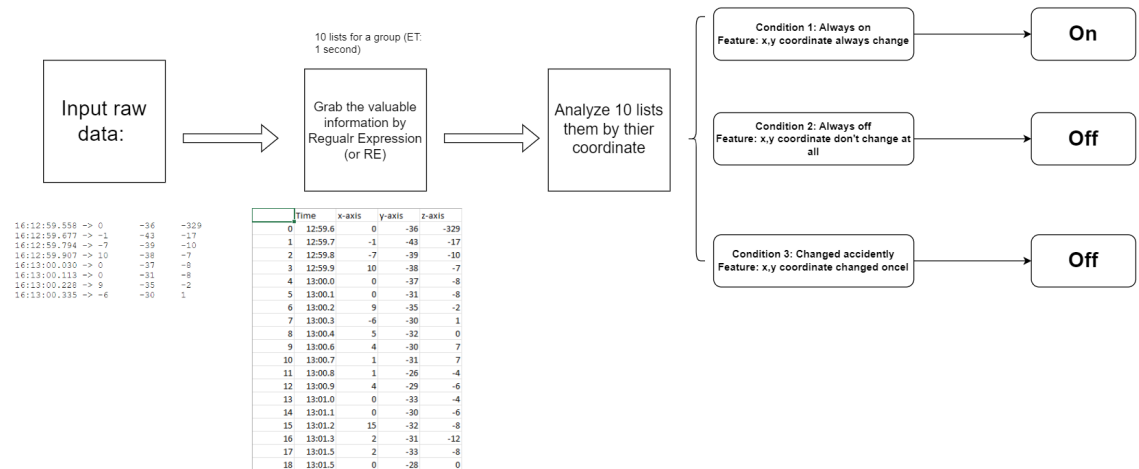 Input raw
data:
16:12:59.558 -> 0 -36 -329
16:12:59.677 -> -1 -43 -17
16:12:59.794 -> -7 -39 -10
16:12:59.907 -> 10 -38 -7
16:13:00.030 -> 0 -37 -8
16:13:00.113 -> 0 -31 -8
16:13:00.228 -> 9 -35 -2
16:13:00.335 -> -6 -30 1
10 lists for a group (ET:
1 second)
Grab the valuable
information by
Regualr Expression
(or RE)
Time x-axis y-axis z-axis
0 12:59.6 0 -36 -329
1 12:59.7 -1 -43 -17
2 12:59.8 -7 -39 -10
3 12:59.9 10 -38 -7
4 13:00.0 0 -37 -8
5 13:00.1 0 -31 -8
6 13:00.2 9 -35 -2
7 13:00.3 -6 -30 1
8 13:00.4 5 -32 0
9 13:00.6 4 -30 7
10 13:00.7 1 -31 7
11 13:00.8 1 -26 -4
12 13:00.9 4 -29 -6
13 13:01.0 0 -33 -4
14 13:01.1 0 -30 -6
15 13:01.2 15 -32 -8
16 13:01.3 2 -31 -12
17 13:01.5 2 -33 -8
18 13:01.5 0 -28 0
Analyze 10 lists
them by thier
coordinate
Condition 1: Always on
Feature: x,y coordinate always change
On
Condition 2: Always off
Feature: x,y coordinate don't change at
all
Off
Condition 3: Changed accidently
Feature: x,y coordinate changed oncel
Off